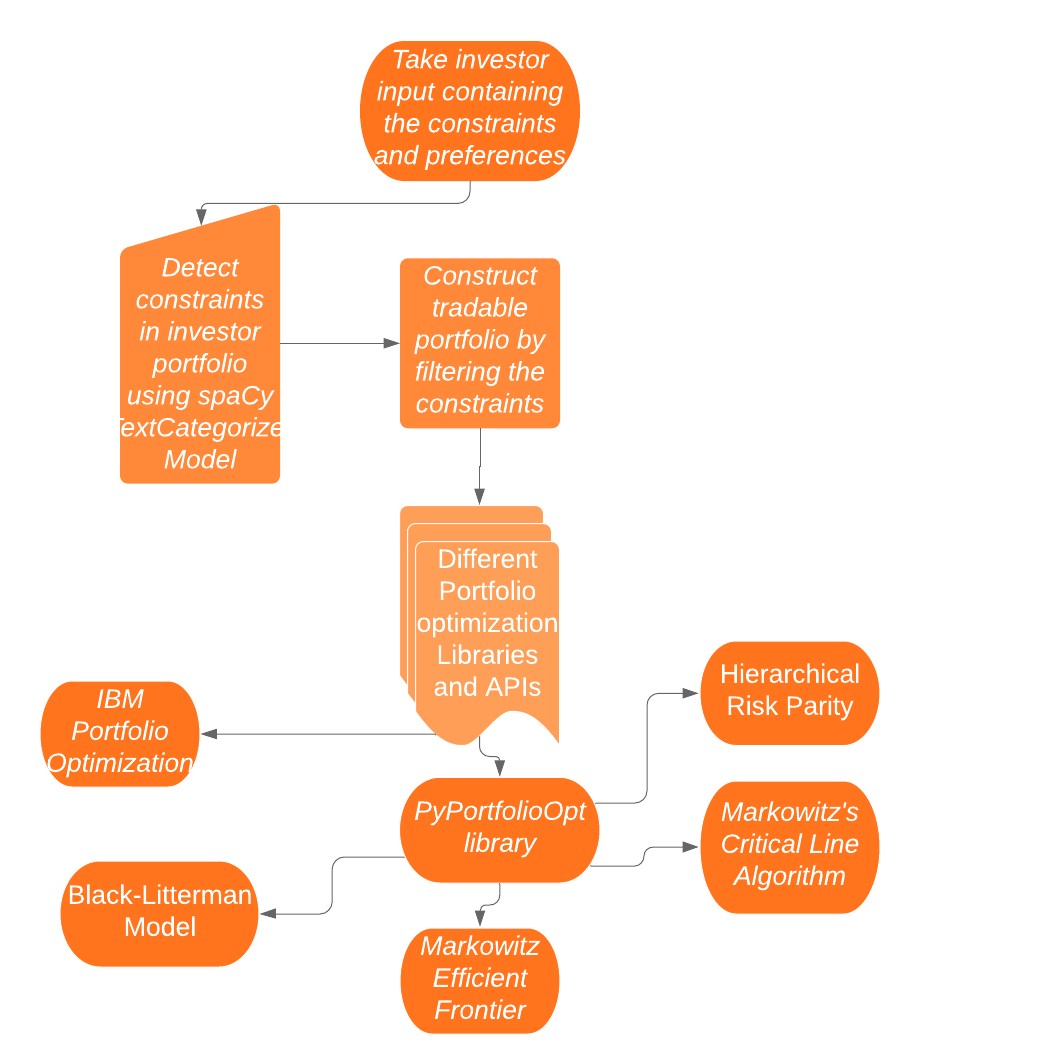 Take investor
input containing
the constraints
and preferences
Detect
constraints
in investor
portfolio
using spaCy
TextCategorize
Model
Construct
tradable
portfolio by
filtering the
constraints
Different
Portfolio
optimization
Libraries
and APIs
IBM
Portfolio
Optimization
Hierarchical
Risk Parity
PyPortfolioOpt
library
Markowitz's
Critical Line
Algorithm
Black-Litterman
Model
Markowitz
Efficient
Frontier